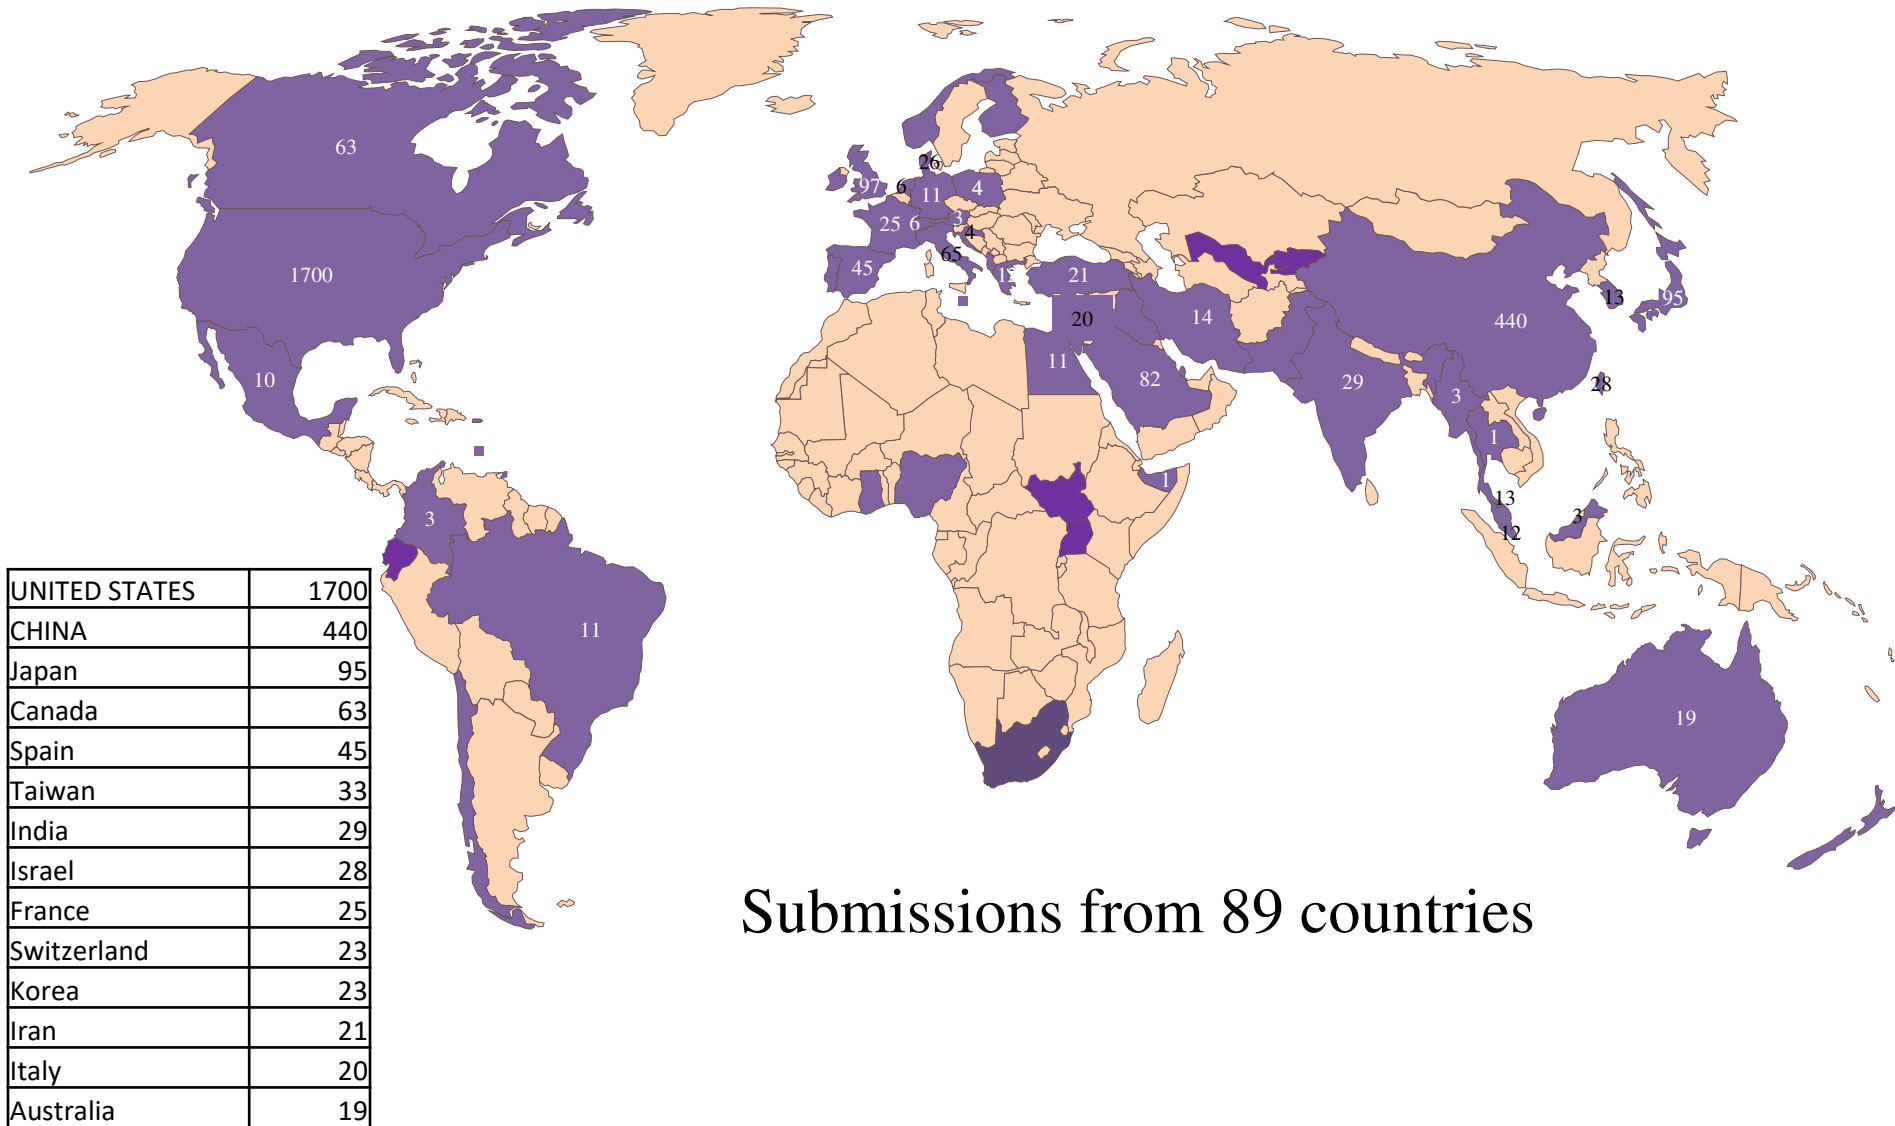 63
26
97
6
11
4
25
6
3
4
65
45
12
21
1700
13
95
14
20
440
11
10
82
29
28
3
1
1
13
3
3
12
UNITED STATES 1700
CHINA 440
Japan 95
Canada 63
Spain 45
Taiwan 33
India 29
Israel 28
France 25
Switzerland 23
Korea 23
Iran 21
Italy 20
Australia 19
11
19
Submissions from 89 countries